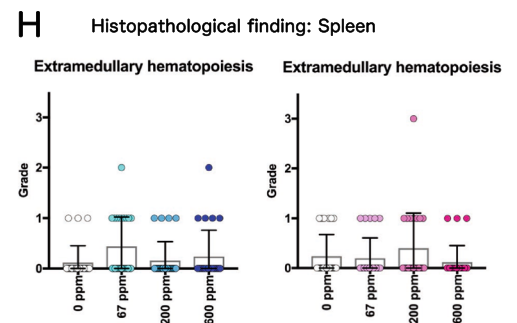 H
Histopathological finding: Spleen
Extramedullary hematopoiesis
Grade
3
2
1
0
0 ppm
67 ppm
200 ppm
600 ppm
Extramedullary hematopoiesis
Grade
3
2
1
0
0 ppm
67 ppm
200 ppm
600 ppm